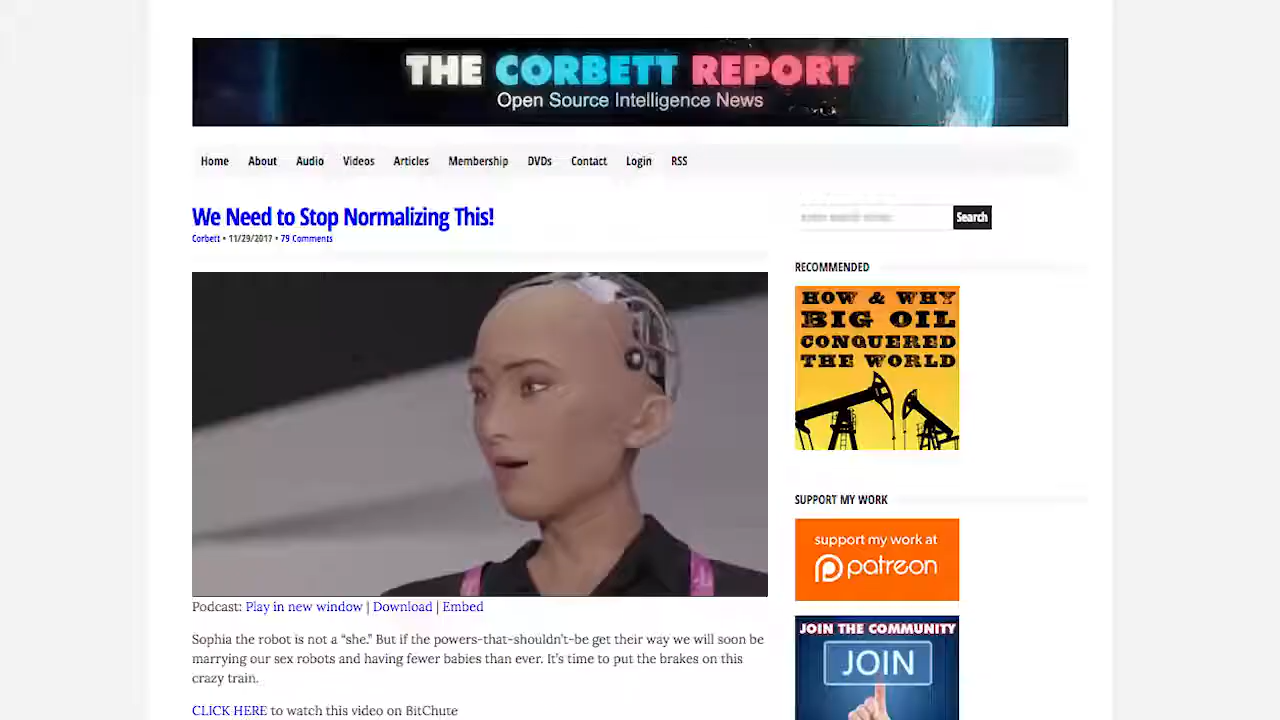 THE CORBETT REPORT
Open Source Intelligence News
Home About Audio Videos Articles Membership DVDs Contact Login RSS
We Need to Stop Normalizing This!
Corbett • 11/29/2017 • 79 Comments
Search
RECOMMENDED
HOW & WHY
BIG OIL
CONQUERED
THE WORLD
SUPPORT MY WORK
support my work at
patreon
JOIN THE COMMUNITY
JOIN
Podcast: Play in new window | Download | Embed
Sophia the robot is not a “she.” But if the powers-that-shouldn’t-be get their way we will soon be
marrying our sex robots and having fewer babies than ever. It’s time to put the brakes on this
crazy train.
CLICK HERE to watch this video on BitChute